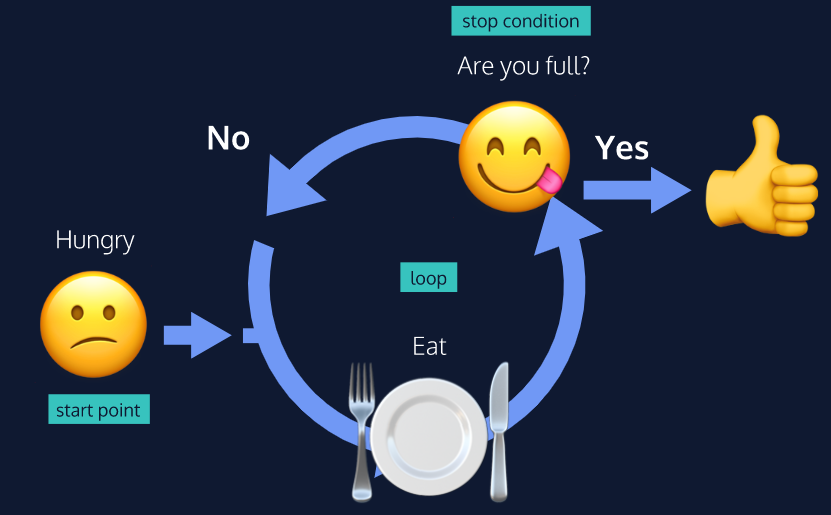 stop condition
Are you full?
No
Yes
Hungry
loop
Eat
start point